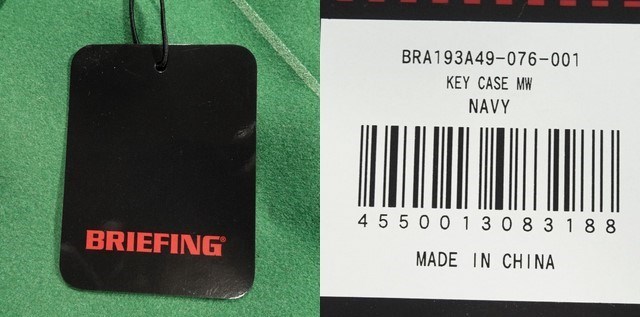 BRIEFING®
BRA193A49-076-001
KEY CASE MW
NAVY
4550013083188
MADE IN CHINA